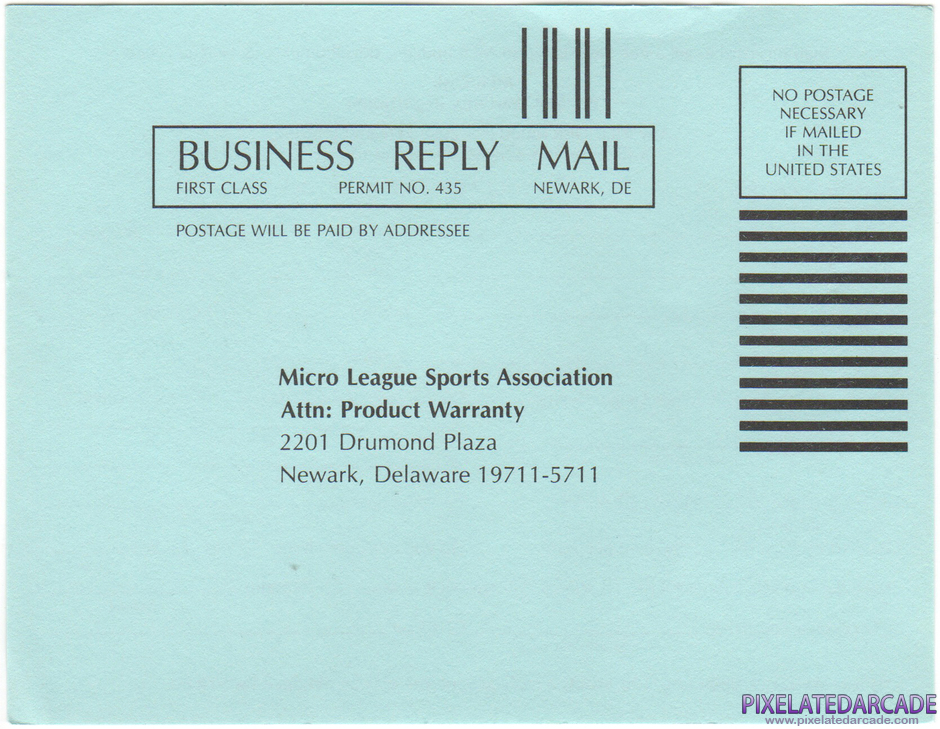 NO POSTAGE
NECESSARY
IF MAILED
IN THE
UNITED STATES
BUSINESS REPLY MAIL
FIRST CLASS PERMIT NO. 435 NEWARK, DE
POSTAGE WILL BE PAID BY ADDRESSEE
Micro League Sports Association
Attn: Product Warranty
2201 Drumond Plaza
Newark, Delaware 19711-5711
PIXELATEDARCADE
www.pixelatedarcade.com